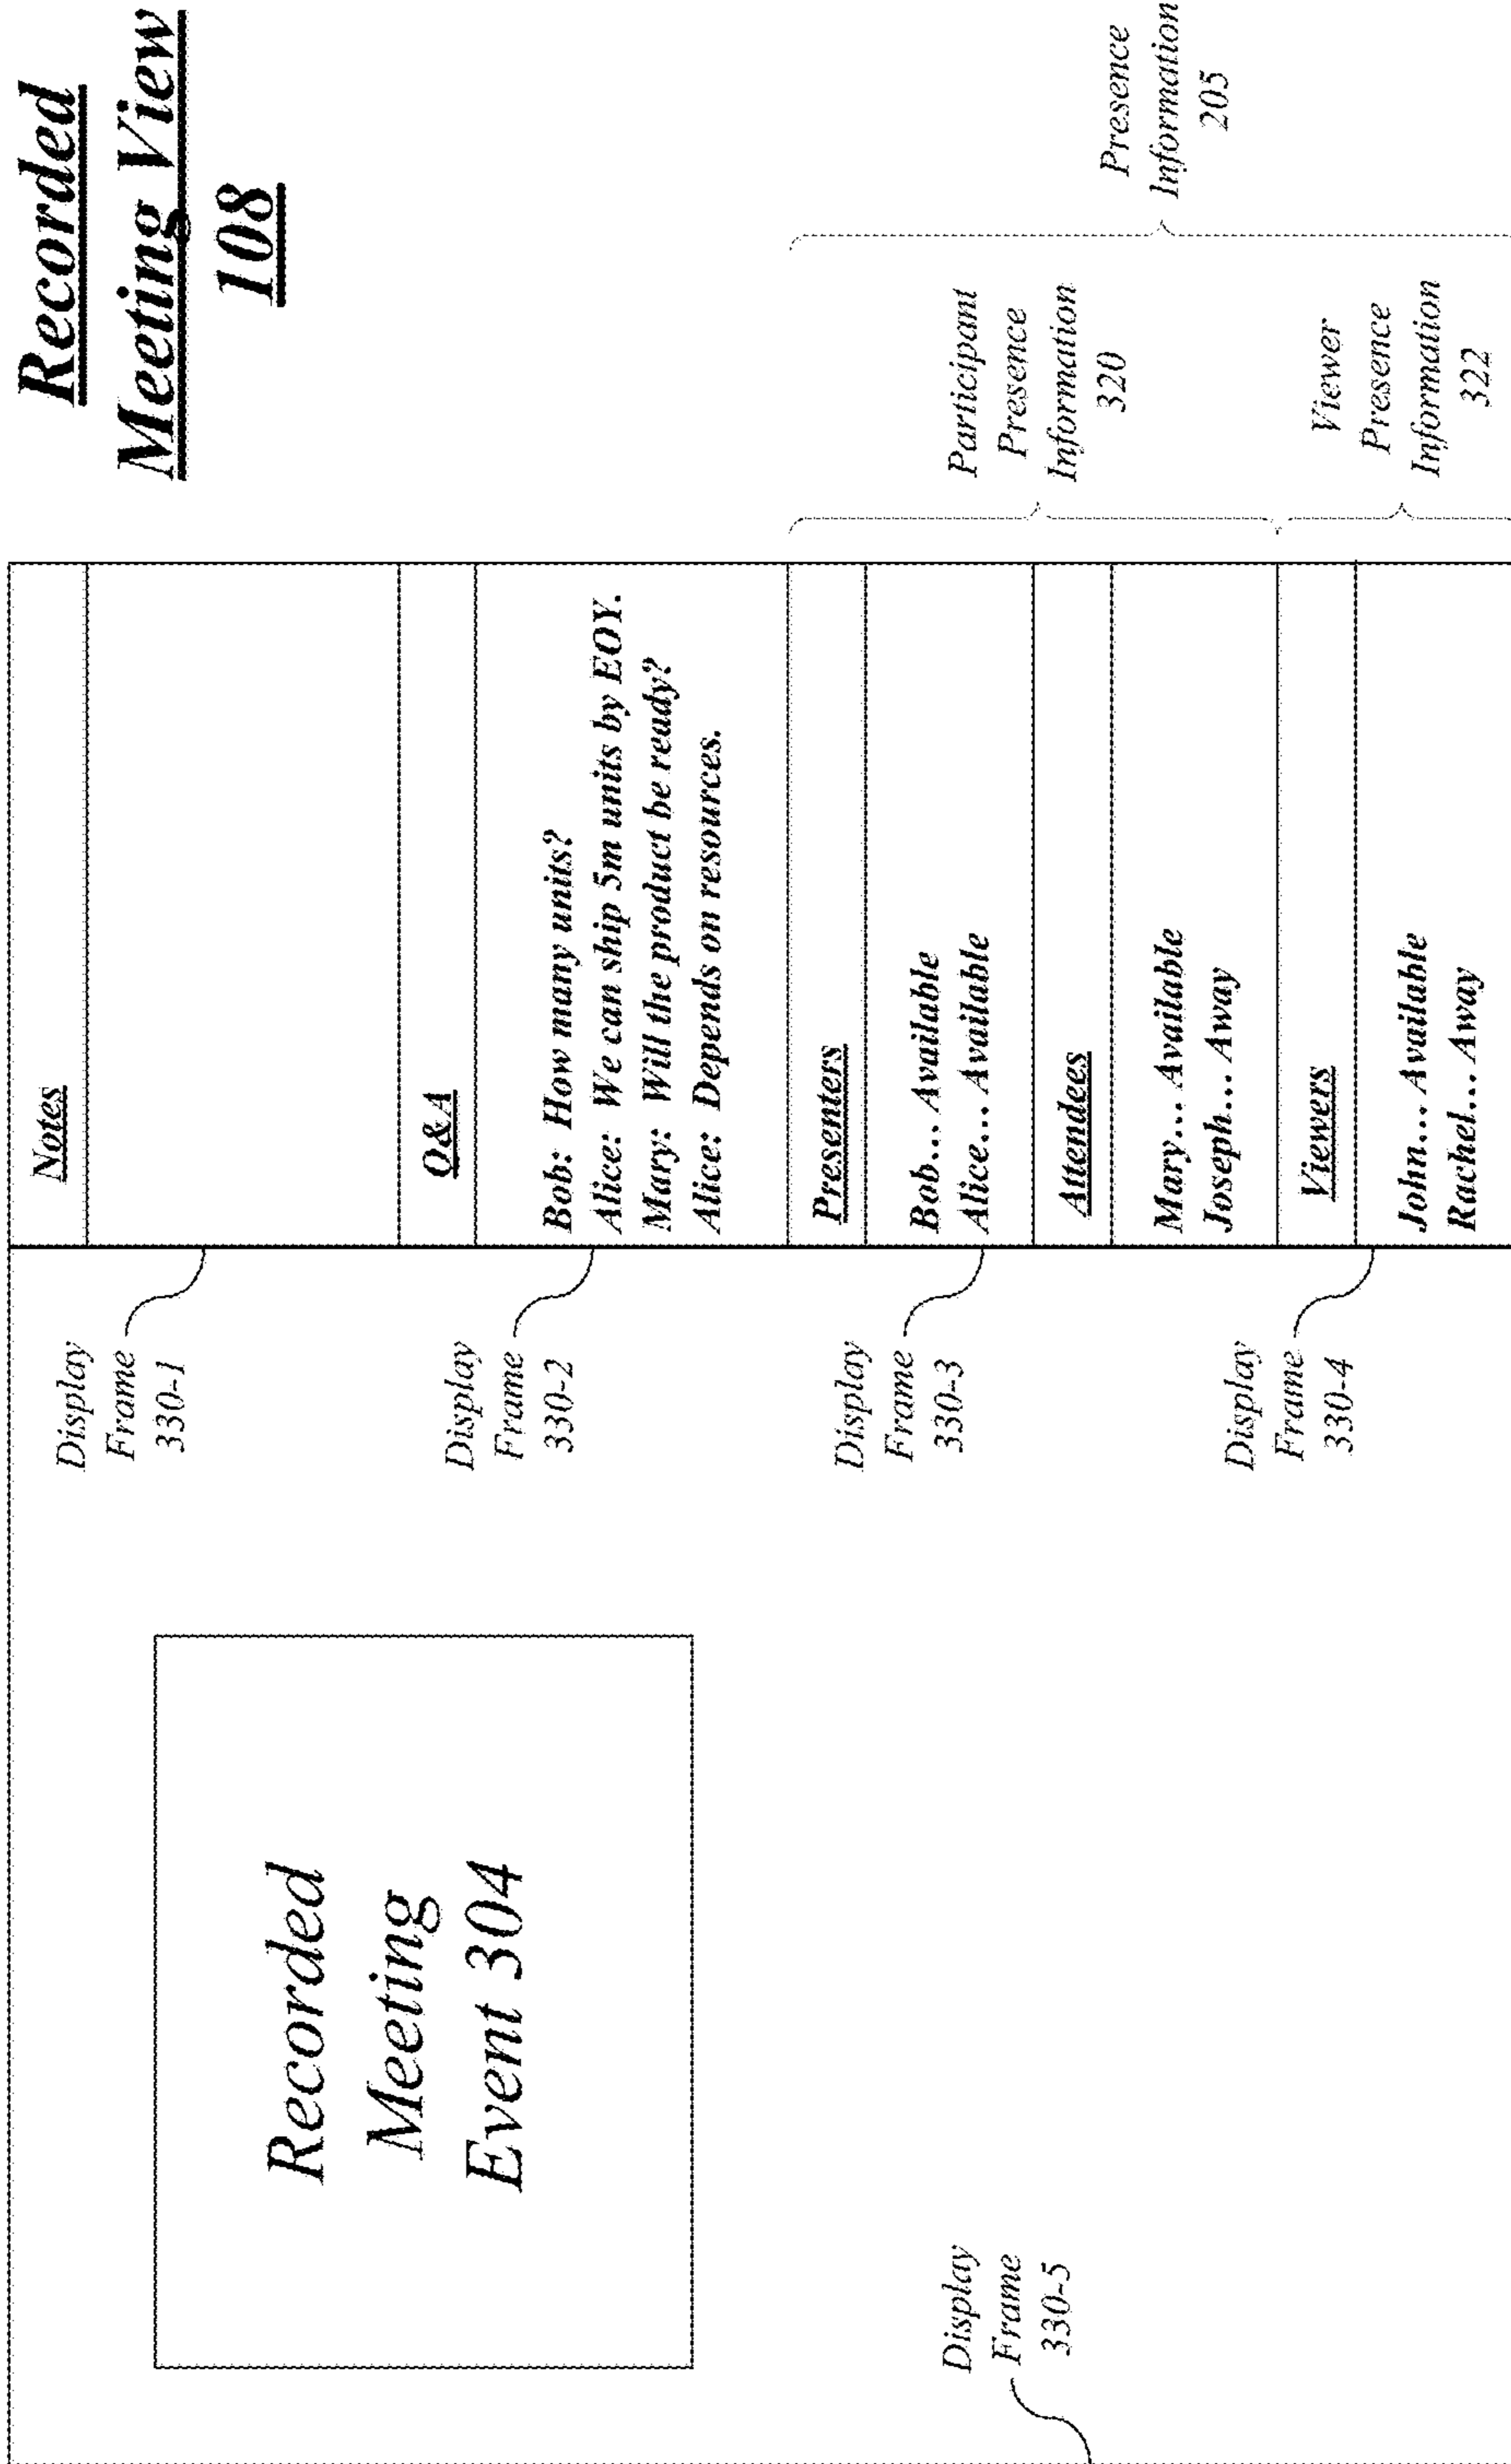 Recorded
Meeting View
108
Notes
Display
Frame
330-1
Q&A
Bob: How many units?
Alice: We can ship 5m units by EOY.
Mary: Will the product be ready?
Alice: Depends on resources.
Display
Frame
330-2
Recorded
Meeting
Event 304
Presenters
Bob... Available
Alice... Available
Display
Frame
330-3
Attendees
Mary... Available
Joseph... Away
Participant
Presence
Information
320
Presence
Information
205
Viewers
John... Available
Rachel... Away
Display
Frame
330-4
Viewer
Presence
Information
322
Display
Frame
330-5